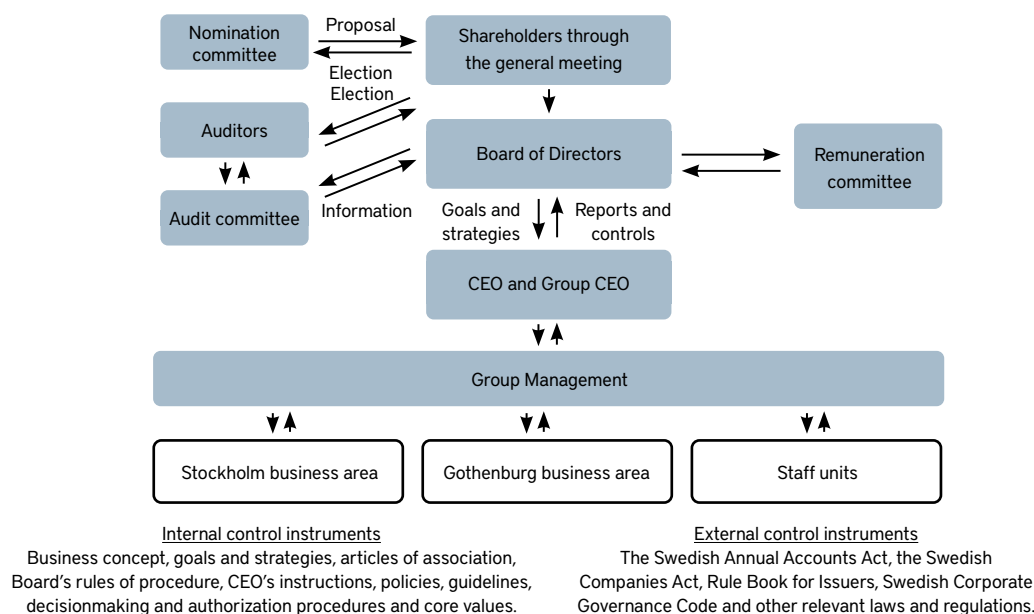 Nomination
committee
Proposal
Shareholders through
the general meeting
Election
Election
Auditors
Board of Directors
Remuneration
committee
Audit committee
Information
Goals and
strategies
Reports and
controls
CEO and Group CEO
Group Management
Stockholm business area
Gothenburg business area
Staff units
Internal control instruments
Business concept, goals and strategies, articles of association,
Board's rules of procedure, CEO's instructions, policies, guidelines,
decisionmaking and authorization procedures and core values.
External control instruments
The Swedish Annual Accounts Act, the Swedish
Companies Act, Rule Book for Issuers, Swedish Corporate
Governance Code and other relevant laws and regulations.